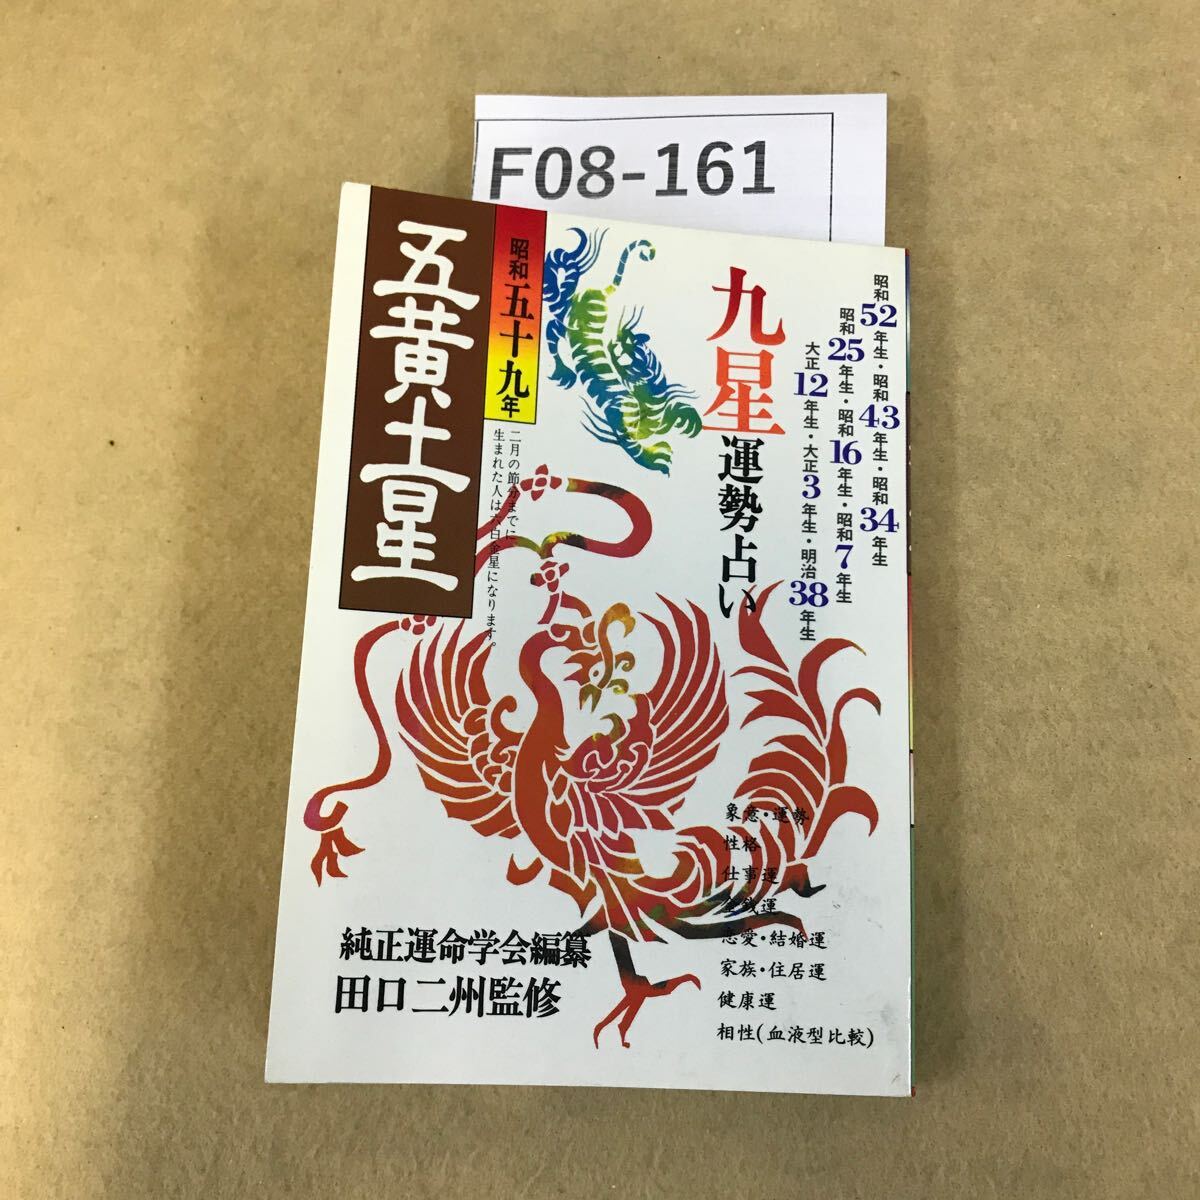 F08-161
昭和52年生・昭和43年生・昭和34年生
昭和25年生・昭和16年生・昭和7年生
大正12年生・大正3年生・明治38年生
九星運勢占い
昭和五十九年
二月の節分までに
生まれた人は六白金星になります。
五黄土星
象意・運勢
性格
仕事運
金銭運
恋愛・結婚運
家族・住居運
健康運
相性(血液型比較)
純正運命学会編纂
田口二州監修